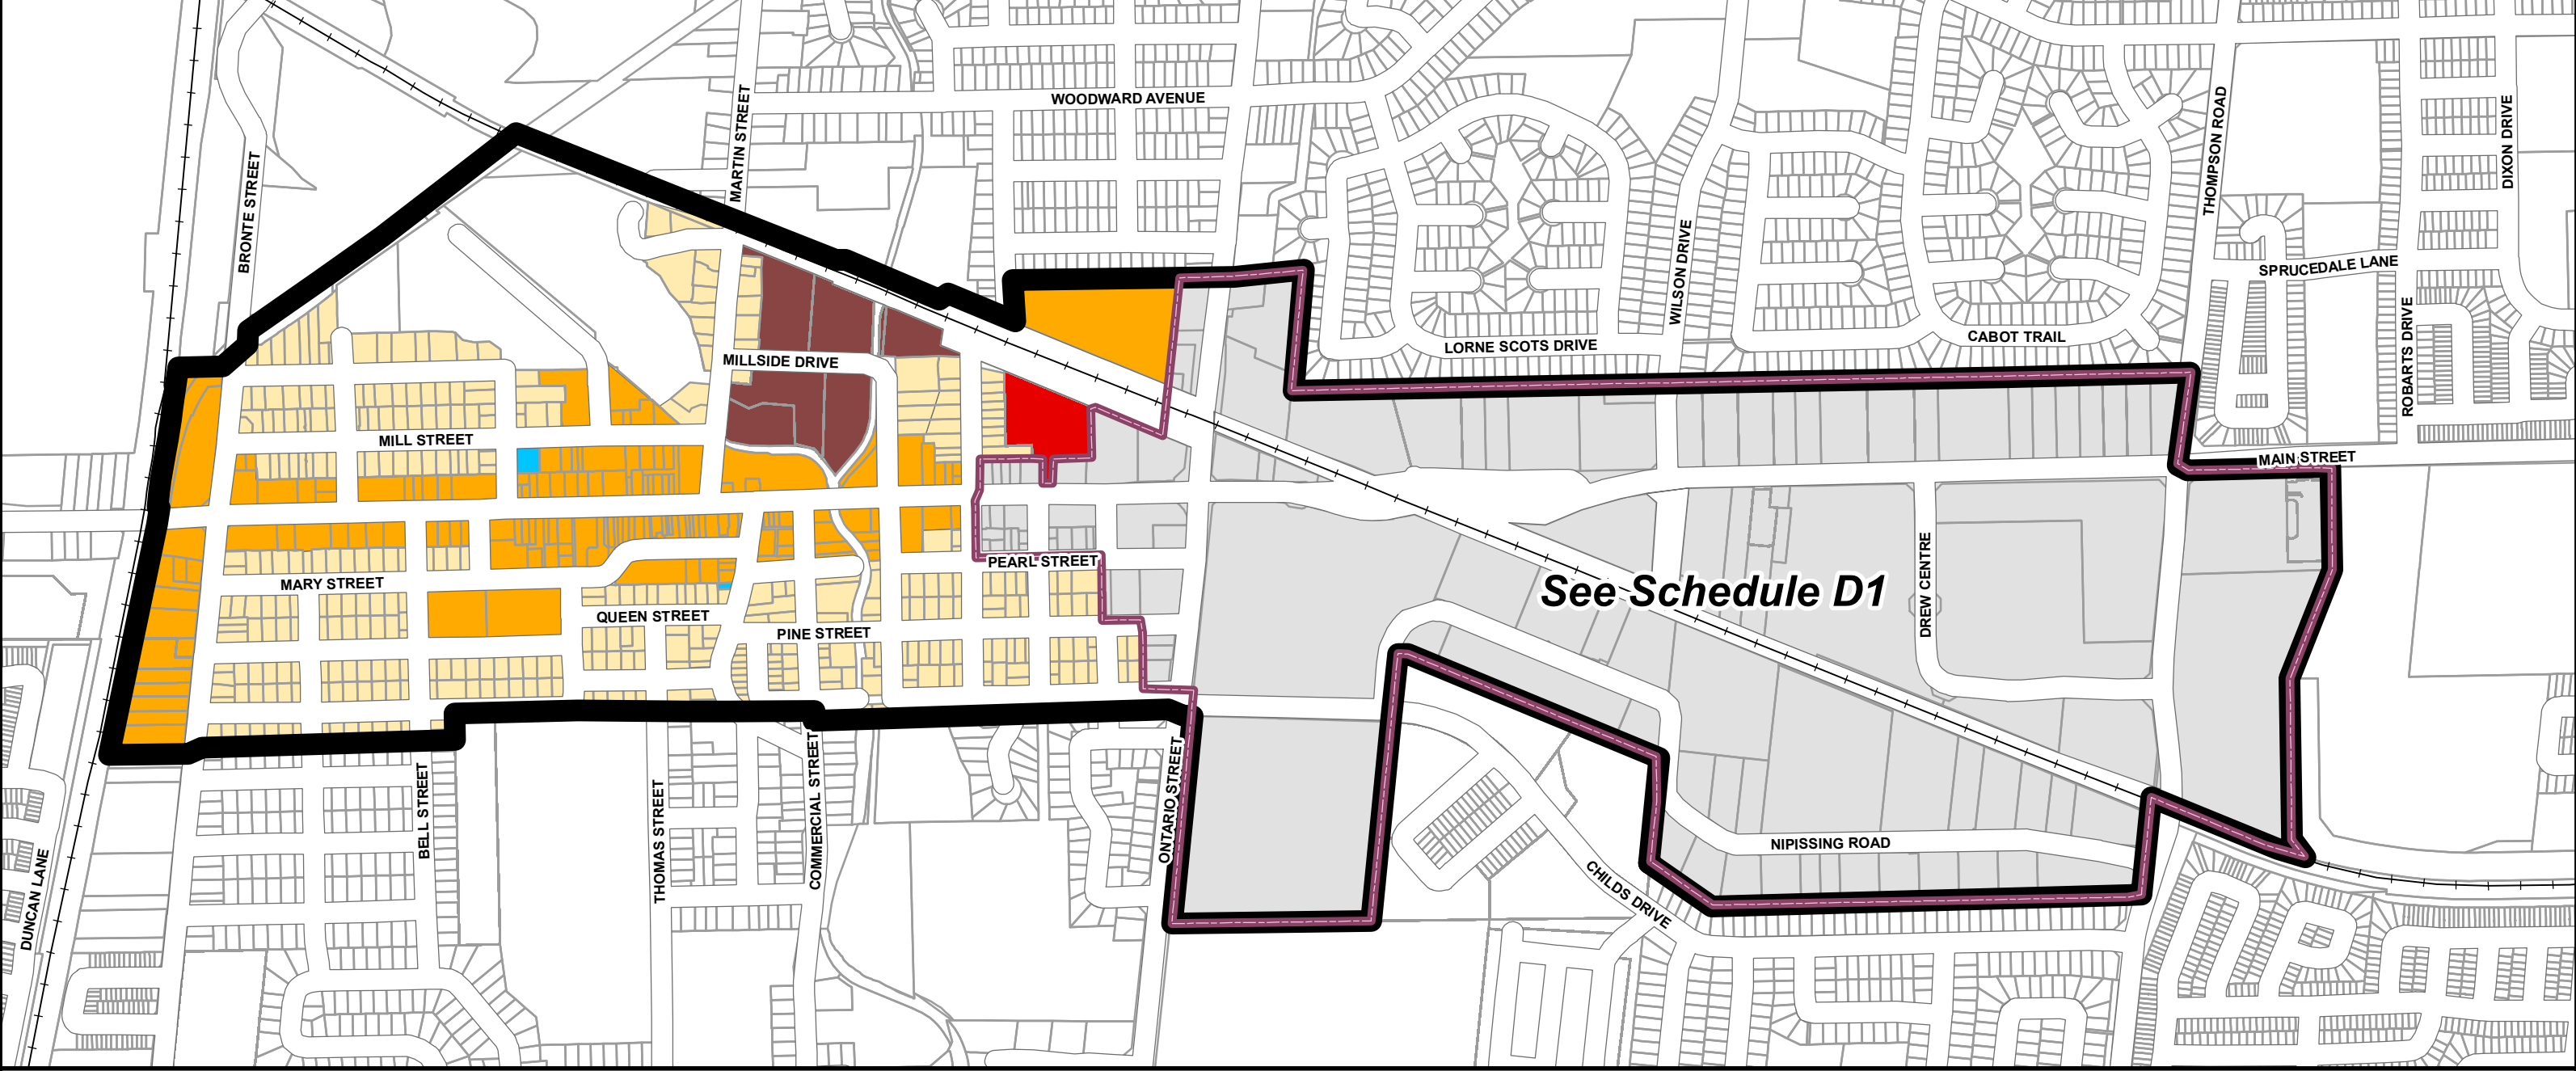 WOODWARD AVENUE
MARTIN STREET
THOMPSON ROAD
DIXON DRIVE
BRONTE STREET
WILSON DRIVE
SPRUCEDALE LANE
ROBARTS DRIVE
CABOT TRAIL
LORNE SCOTS DRIVE
MILLSIDE DRIVE
MILL STREET
MAIN STREET
PEARL STREET
DREW CENTRE
See Schedule D1
MARY STREET
QUEEN STREET
PINE STREET
BELL STREET
THOMAS STREET
COMMERCIAL STREET
ONTARIO STREET
NIPISSING ROAD
CHILDS DRIVE
DUNCAN LANE